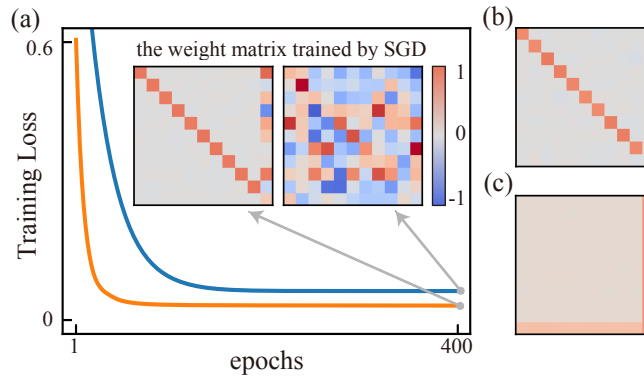 (a)
0.6
the weight matrix trained by SGD
1
0
-1
Training Loss
0
1
epochs
400
(b)
(c)